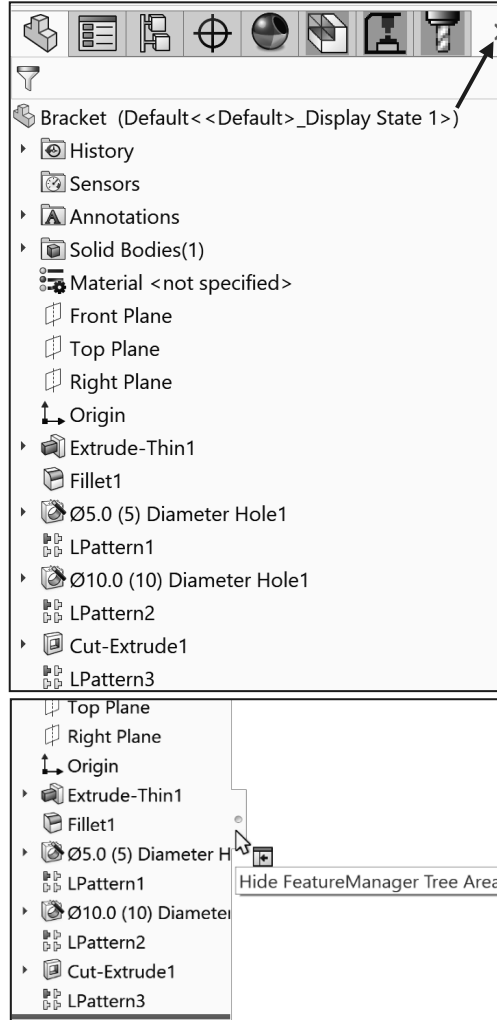 Bracket (Default<<Default>_Display State 1>)
History
Sensors
Annotations
Solid Bodies(1)
Material <not specified>
Front Plane
Top Plane
Right Plane
Origin
Extrude-Thin1
Fillet1
Ø5.0 (5) Diameter Hole1
LPattern1
Ø10.0 (10) Diameter Hole1
LPattern2
Cut-Extrude1
LPattern3
Top Plane
Right Plane
Origin
Extrude-Thin1
Fillet1
Ø5.0 (5) Diameter H
LPattern1
Hide FeatureManager Tree Area
Ø10.0 (10) Diameter
LPattern2
Cut-Extrude1
LPattern3